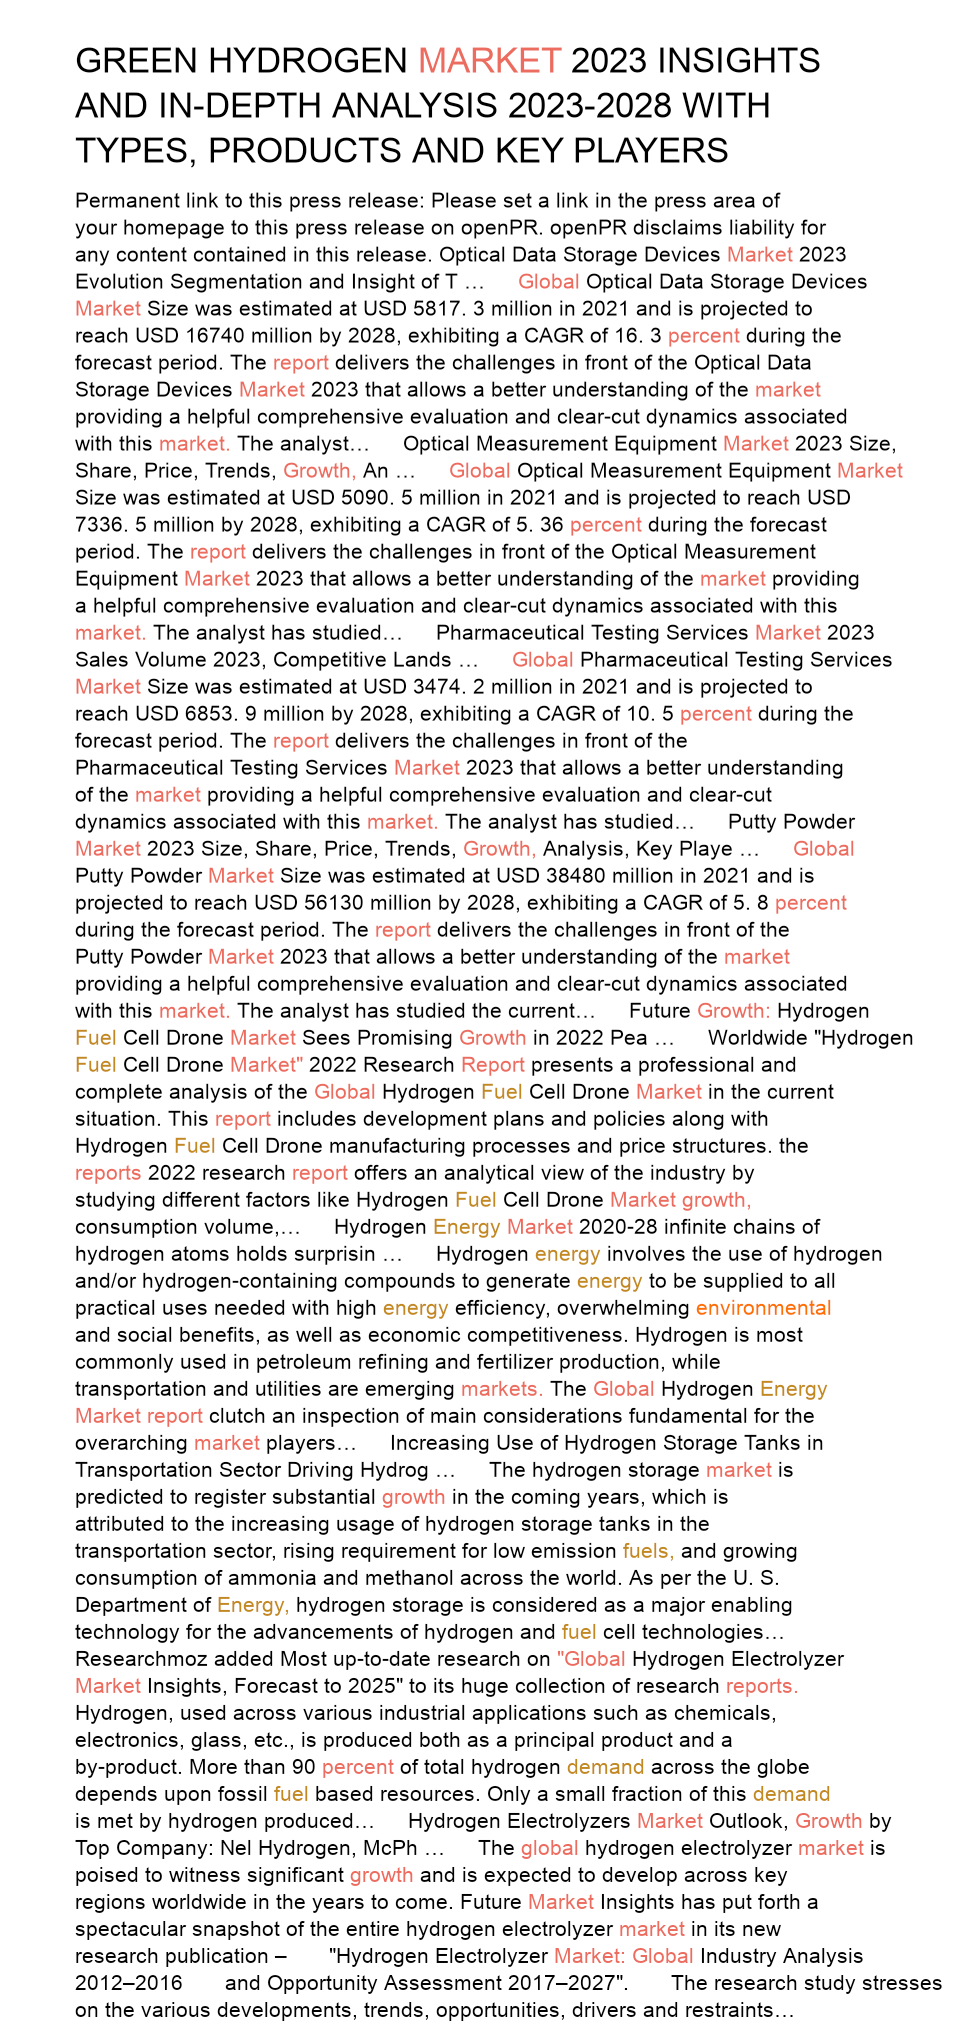 GREEN HYDROGEN MARKET 2023 INSIGHTS
AND IN-DEPTH ANALYSIS 2023-2028 WITH
TYPES, PRODUCTS AND KEY PLAYERS
Permanent link to this press release: Please set a link in the press area of
your homepage to this press release on openPR. openPR disclaims liability for
any content contained in this release. Optical Data Storage Devices Market 2023
Evolution Segmentation and Insight of T … Global Optical Data Storage Devices
Market Size was estimated at USD 5817. 3 million in 2021 and is projected to
reach USD 16740 million by 2028, exhibiting a CAGR of 16. 3 percent during the
forecast period. The report delivers the challenges in front of the Optical Data
Storage Devices Market 2023 that allows a better understanding of the market
providing a helpful comprehensive evaluation and clear-cut dynamics associated
with this market. The analyst… Optical Measurement Equipment Market 2023 Size,
Share, Price, Trends, Growth, An … Global Optical Measurement Equipment Market
Size was estimated at USD 5090. 5 million in 2021 and is projected to reach USD
7336. 5 million by 2028, exhibiting a CAGR of 5. 36 percent during the forecast
period. The report delivers the challenges in front of the Optical Measurement
Equipment Market 2023 that allows a better understanding of the market providing
a helpful comprehensive evaluation and clear-cut dynamics associated with this
market. The analyst has studied… Pharmaceutical Testing Services Market 2023
Sales Volume 2023, Competitive Lands … Global Pharmaceutical Testing Services
Market Size was estimated at USD 3474. 2 million in 2021 and is projected to
reach USD 6853. 9 million by 2028, exhibiting a CAGR of 10. 5 percent during the
forecast period. The report delivers the challenges in front of the
Pharmaceutical Testing Services Market 2023 that allows a better understanding
of the market providing a helpful comprehensive evaluation and clear-cut
dynamics associated with this market. The analyst has studied… Putty Powder
Market 2023 Size, Share, Price, Trends, Growth, Analysis, Key Playe … Global
Putty Powder Market Size was estimated at USD 38480 million in 2021 and is
projected to reach USD 56130 million by 2028, exhibiting a CAGR of 5. 8 percent
during the forecast period. The report delivers the challenges in front of the
Putty Powder Market 2023 that allows a better understanding of the market
providing a helpful comprehensive evaluation and clear-cut dynamics associated
with this market. The analyst has studied the current… Future Growth: Hydrogen
Fuel Cell Drone Market Sees Promising Growth in 2022 Pea … Worldwide "Hydrogen
Fuel Cell Drone Market" 2022 Research Report presents a professional and
complete analysis of the Global Hydrogen Fuel Cell Drone Market in the current
situation. This report includes development plans and policies along with
Hydrogen Fuel Cell Drone manufacturing processes and price structures. the
reports 2022 research report offers an analytical view of the industry by
studying different factors like Hydrogen Fuel Cell Drone Market growth,
consumption volume,… Hydrogen Energy Market 2020-28 infinite chains of
hydrogen atoms holds surprisin … Hydrogen energy involves the use of hydrogen
and/or hydrogen-containing compounds to generate energy to be supplied to all
practical uses needed with high energy efficiency, overwhelming environmental
and social benefits, as well as economic competitiveness. Hydrogen is most
commonly used in petroleum refining and fertilizer production, while
transportation and utilities are emerging markets. The Global Hydrogen Energy
Market report clutch an inspection of main considerations fundamental for the
overarching market players… Increasing Use of Hydrogen Storage Tanks in
Transportation Sector Driving Hydrog … The hydrogen storage market is
predicted to register substantial growth in the coming years, which is
attributed to the increasing usage of hydrogen storage tanks in the
transportation sector, rising requirement for low emission fuels, and growing
consumption of ammonia and methanol across the world. As per the U. S.
Department of Energy, hydrogen storage is considered as a major enabling
technology for the advancements of hydrogen and fuel cell technologies…
Researchmoz added Most up-to-date research on "Global Hydrogen Electrolyzer
Market Insights, Forecast to 2025" to its huge collection of research reports.
Hydrogen, used across various industrial applications such as chemicals,
electronics, glass, etc., is produced both as a principal product and a
by-product. More than 90 percent of total hydrogen demand across the globe
depends upon fossil fuel based resources. Only a small fraction of this demand
is met by hydrogen produced… Hydrogen Electrolyzers Market Outlook, Growth by
Top Company: Nel Hydrogen, McPh … The global hydrogen electrolyzer market is
poised to witness significant growth and is expected to develop across key
regions worldwide in the years to come. Future Market Insights has put forth a
spectacular snapshot of the entire hydrogen electrolyzer market in its new
research publication – "Hydrogen Electrolyzer Market: Global Industry Analysis
2012–2016 and Opportunity Assessment 2017–2027". The research study stresses
on the various developments, trends, opportunities, drivers and restraints…